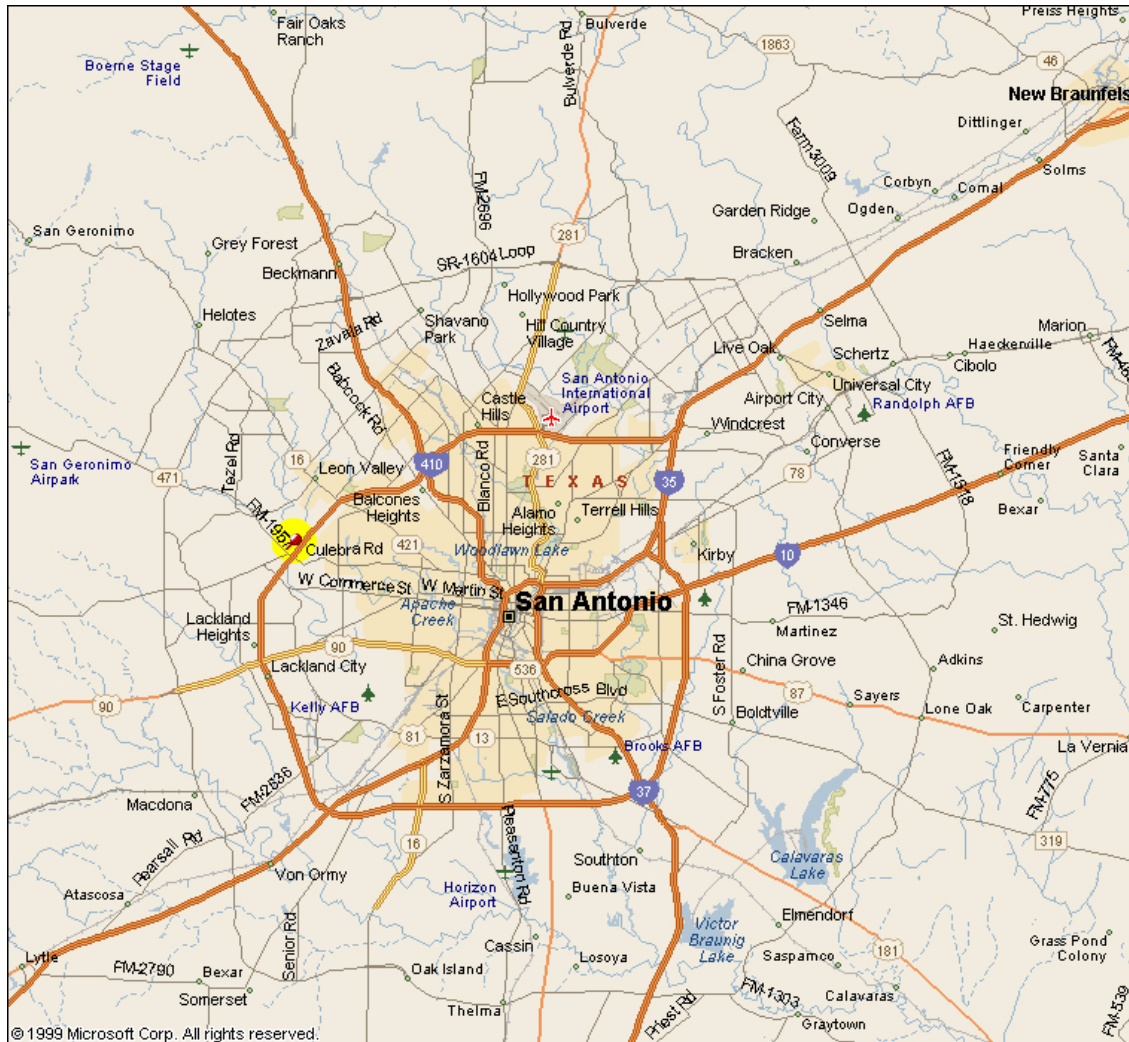 Fair Oaks
Ranch
Bulverde
Preiss Heights
Boerne Stage
Field
Bulverde Rd
1863
46
New Braunfels
Dittlinger
Farm 3009
Solms
FM-2696
Corbyn
Comal
Garden Ridge
Ogden
San Geronimo
Grey Forest
281
Bracken
Beckmann
SR-1604 Loop
Hollywood Park
Helotes
Zavala Rd
Shavano
Park
Hill Country
Village
Selma
Marion
Live Oak
Schertz
Haeckerville
Cibolo
Babcock Rd
San Antonio
International
Airport
Universal City
Castle
Hills
Airport City
Randolph AFB
Windcrest
Converse
Tezel Rd
Blanco Rd
San Geronimo
Airpark
471
16
Leon Valley
410
281
TEXAS
35
78
Friendly
Corner
Santa
Clara
FM-1518
Balcones
Heights
Alamo
Heights
Terrell Hills
Bexar
FM-1957
Culebra Rd
421
Woodlawn Lake
Kirby
10
W Commerce St
W Martin St
Apache
Creek
San Antonio
FM-1346
Lackland
Heights
Martinez
St. Hedwig
90
536
Lackland City
China Grove
Adkins
S Foster Rd
E Southcross Blvd
90
Kelly AFB
87
Sayers
Carpenter
Salado Creek
Boldtville
Lone Oak
S Zarzamora St
81
13
Brooks AFB
La Vernia
FM-2536
Macdona
37
FM-775
Pearsall Rd
16
Pleasanton Rd
319
Von Ormy
Southton
Calavaras
Lake
Atascosa
Horizon
Airport
Buena Vista
Senior Rd
Elmendorf
Victor
Braunig
Lake
181
Cassin
Grass Pond
Colony
Lytle
FM-2790
Bexar
Oak Island
Losoya
Saspamco
Somerset
Thelma
Priest Rd
FM-1303
Calavaras
Graytown
FM-539
© 1999 Microsoft Corp. All rights reserved.